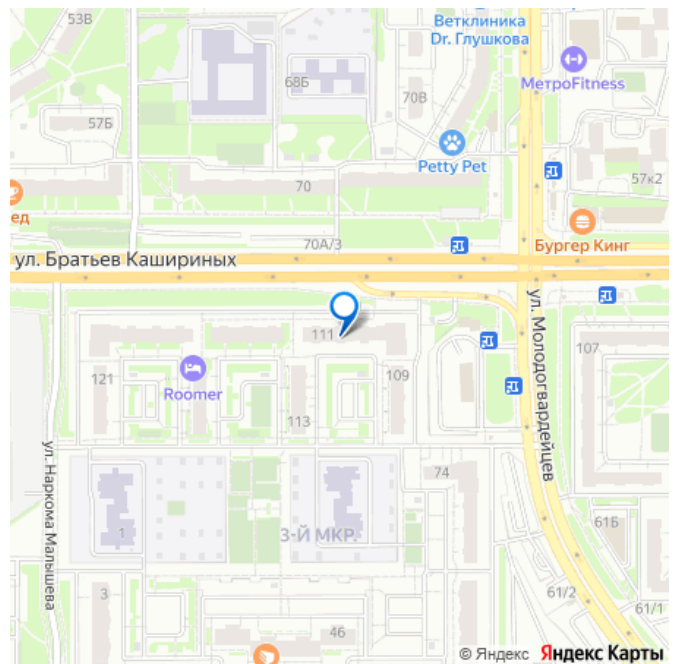 53В
Ветклиника
Dr. Глушкова
68Б
МетроFitness
70В
57Б
Petty Pet
57к2
70
ед
Бургер Кинг
70А/3
ул. Братьев Кашириных
ул. Молодогвардейцев
111
107
121
Roomer
109
113
ул. Наркома Малышева
74
1
3-Й МКР.
61Б
3
61/2
61/1
46
© Яндекс Яндекс Карты